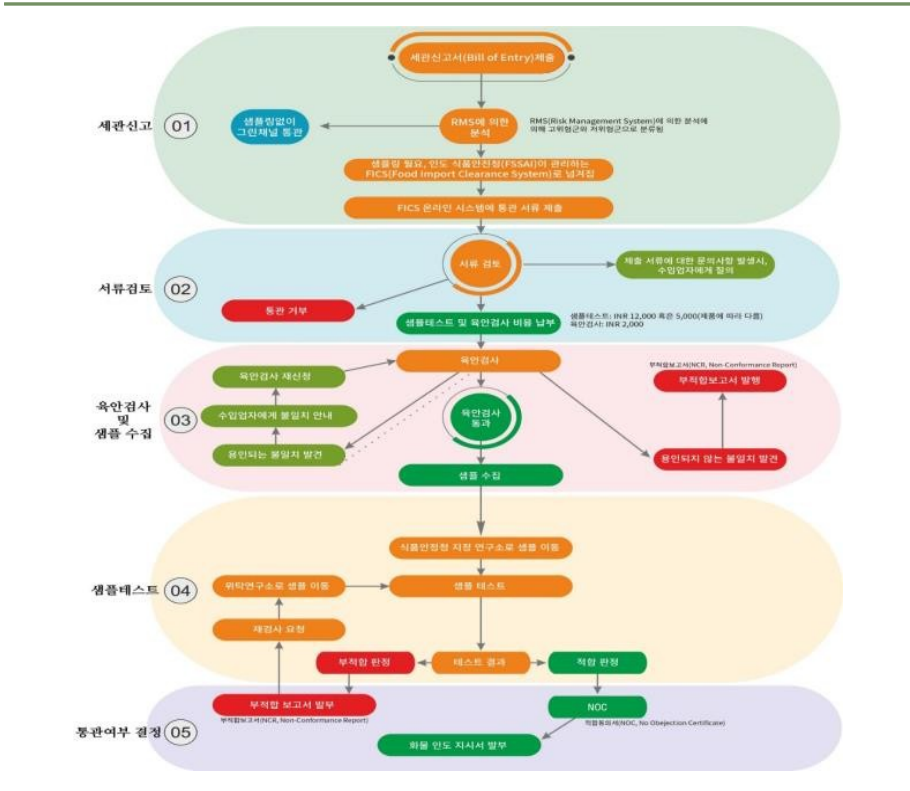 세관신고서(Bill of Entry)제출
세관신고 01
샘플링없이
그린채널 통관
RMS에 의한
분석
RMS(Risk Management System)에 의한 분석에
의해 고위험군와 저위험군으로 분류됨
샘플링 필요, 인도 식품안전청(FSSAI)이 관리하는
FICS(Food Import Clearance System)로 넘겨짐
FICS 온라인 시스템에 통관 서류 제출
서류검토 02
서류 검토
제출 서류에 대한 문의사항 발생시,
수입업자에게 질의
통관 거부
샘플테스트 및 육안검사 비용 납부
샘플테스트: INR 12,000 혹은 5,000(제품에 따라 다름)
육안검사: INR 2,000
육안검사
및
샘플 수집
03
육안검사
육안검사 재신청
수입업자에게 불일치 안내
용인되는 불일치 발견
육안검사
통과
샘플 수집
부적합보고서(NCR, Non-Conformance Report)
부적합보고서 발행
용인되지 않는 불일치 발견
샘플테스트 04
식품안정청 지정 연구소로 샘플 이동
위탁연구소로 샘플 이동
샘플 테스트
재검사 요청
부적합 판정
테스트 결과
적합 판정
통관여부 결정 05
부적합 보고서 발부
부적합보고서(NCR, Non-Conformance Report)
NOC
적합동의서(NOC, No Obejection Certificate)
화물 인도 지시서 발부